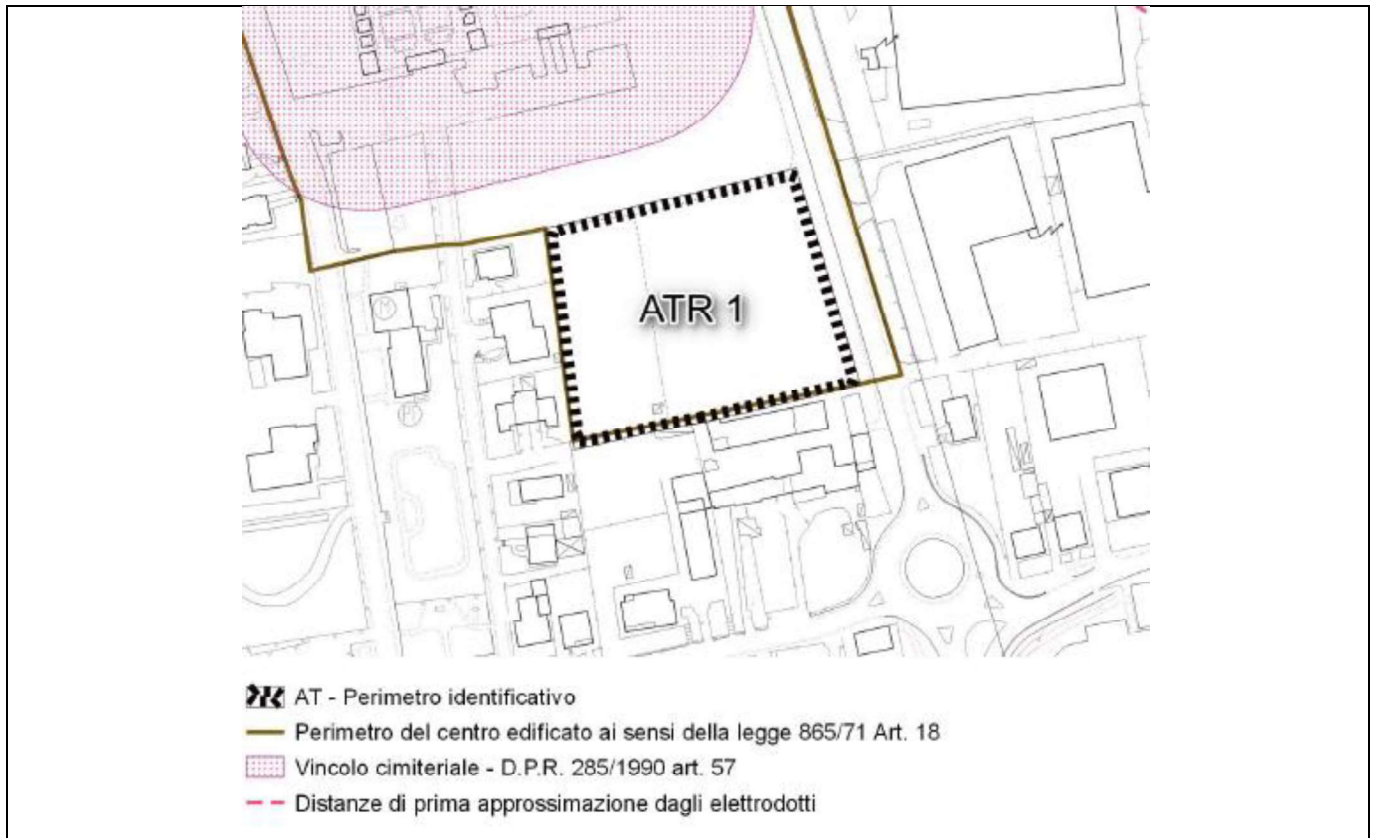 ATR 1
AT - Perimetro identificativo
Perimetro del centro edificato ai sensi della legge 865/71 Art. 18
Vincolo cimiteriale - D.P.R. 285/1990 art. 57
Distanze di prima approssimazione dagli elettrodotti